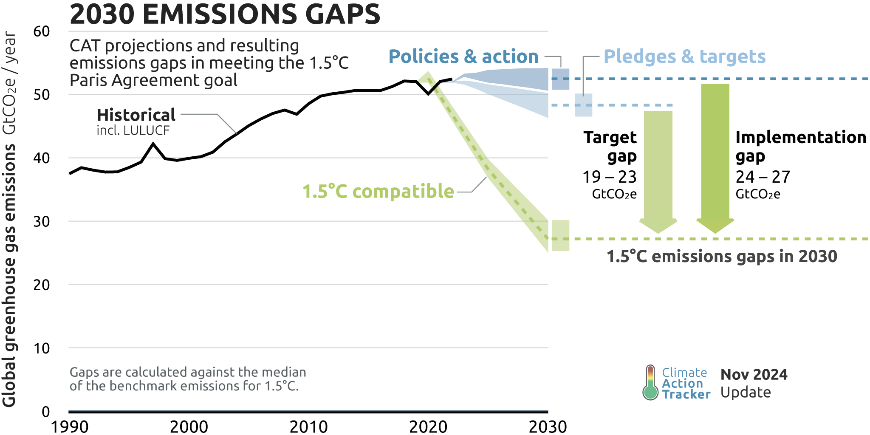 2030 EMISSIONS GAPS
CAT projections and resulting
emissions gaps in meeting the 1.5°C
Paris Agreement goal
Global greenhouse gas emissions GtCO₂e / year
60
50
40
30
20
10
0
1990
2000
2010
2020
2030
Historical
incl. LULUCF
Policies & action
Pledges & targets
1.5°C compatible
Target
gap
19 – 23
GtCO₂e
Implementation
gap
24 – 27
GtCO₂e
1.5°C emissions gaps in 2030
Gaps are calculated against the median
of the benchmark emissions for 1.5°C.
Climate
Action
Tracker
Nov 2024
Update